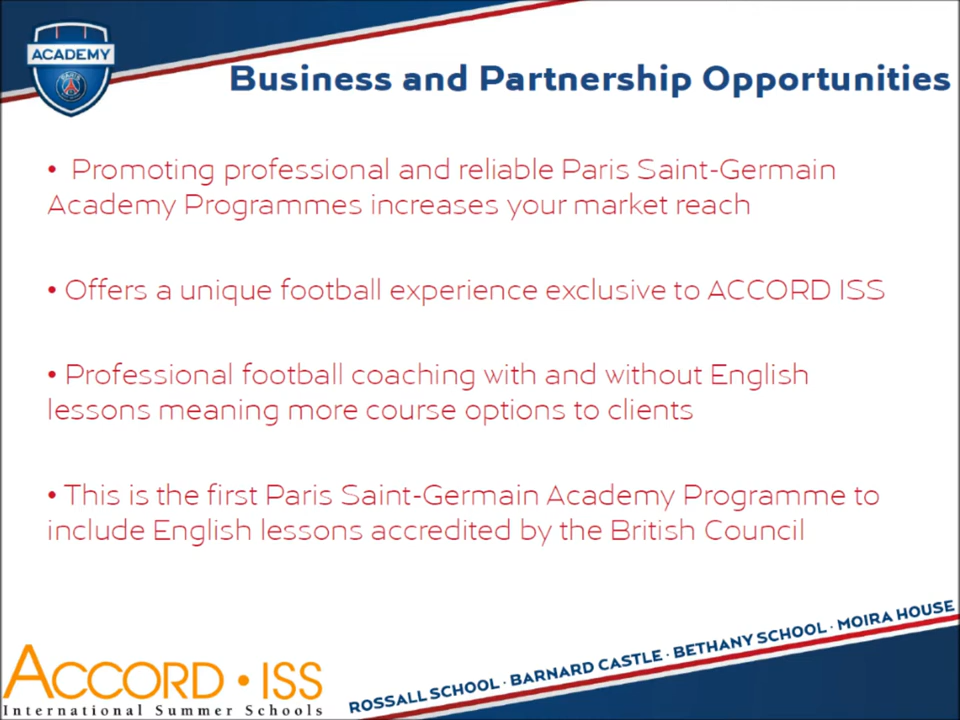 ACADEMY
Business and Partnership Opportunities
• Promoting professional and reliable Paris Saint-Germain
Academy Programmes increases your market reach
• Offers a unique football experience exclusive to ACCORD ISS
• Professional football coaching with and without English
lessons meaning more course options to clients
• This is the first Paris Saint-Germain Academy Programme to
include English lessons accredited by the British Council
ACCORD • ISS
International Summer Schools
ROSSALL SCHOOL · BARNARD CASTLE · BETHANY SCHOOL · MOIRA HOUSE